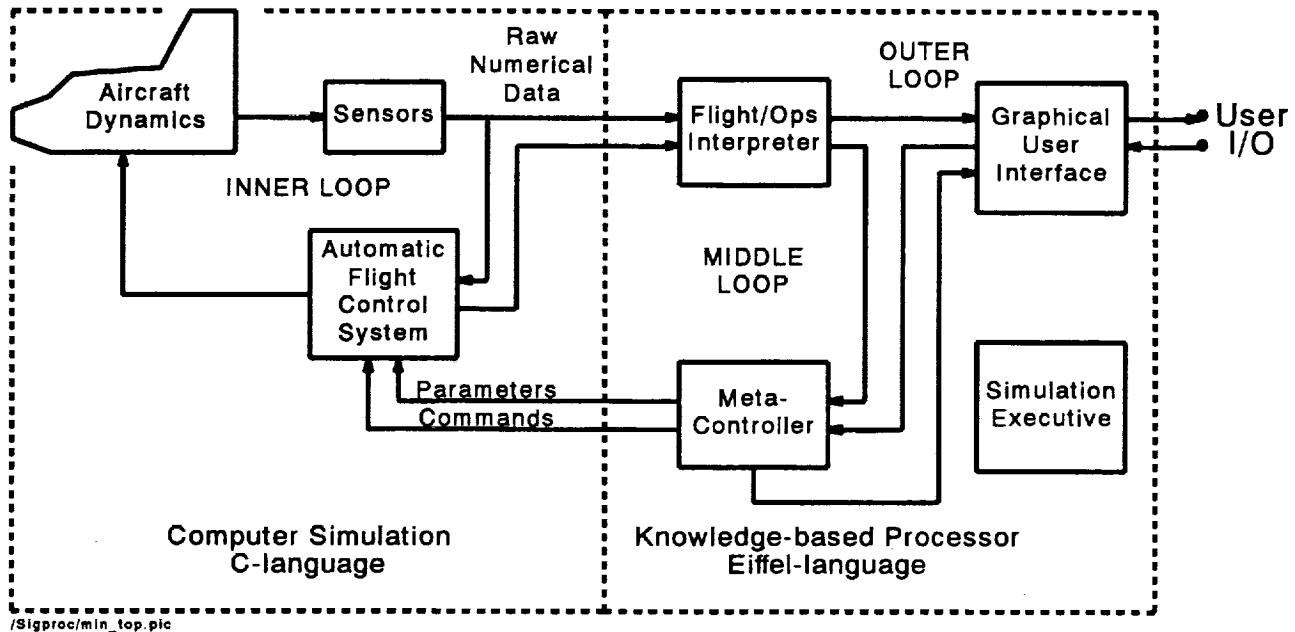 Raw
Numerical
Data
OUTER
LOOP
Aircraft
Dynamics
Sensors
Flight/Ops
Interpreter
Graphical
User
Interface
User
I/O
INNER LOOP
Automatic
Flight
Control
System
MIDDLE
LOOP
Parameters
Commands
Meta-
Controller
Simulation
Executive
Computer Simulation
C-language
Knowledge-based Processor
Eiffel-language
/Sigproc/min_top.pic